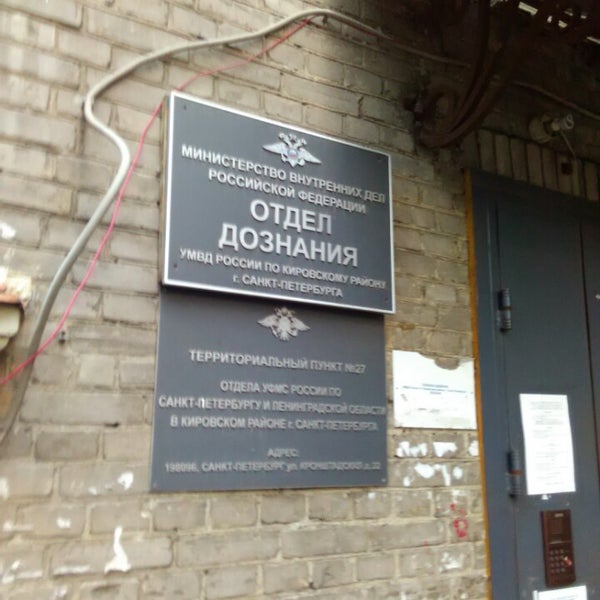 МИНИСТЕРСТВО ВНУТРЕННИХ ДЕЛ
РОССИЙСКОЙ ФЕДЕРАЦИИ
ОТДЕЛ
ДОЗНАНИЯ
УМВД РОССИИ ПО КИРОВСКОМУ РАЙОНУ
г. САНКТ-ПЕТЕРБУРГА
ТЕРРИТОРИАЛЬНЫЙ ПУНКТ №27
ОТДЕЛА УФМС РОССИИ ПО
САНКТ-ПЕТЕРБУРГУ И ЛЕНИНГРАДСКОЙ ОБЛАСТИ
В КИРОВСКОМ РАЙОНЕ г. САНКТ-ПЕТЕРБУРГА
АДРЕС:
198096, САНКТ-ПЕТЕРБУРГ ул. КРОНШТАДСКАЯ д. 22